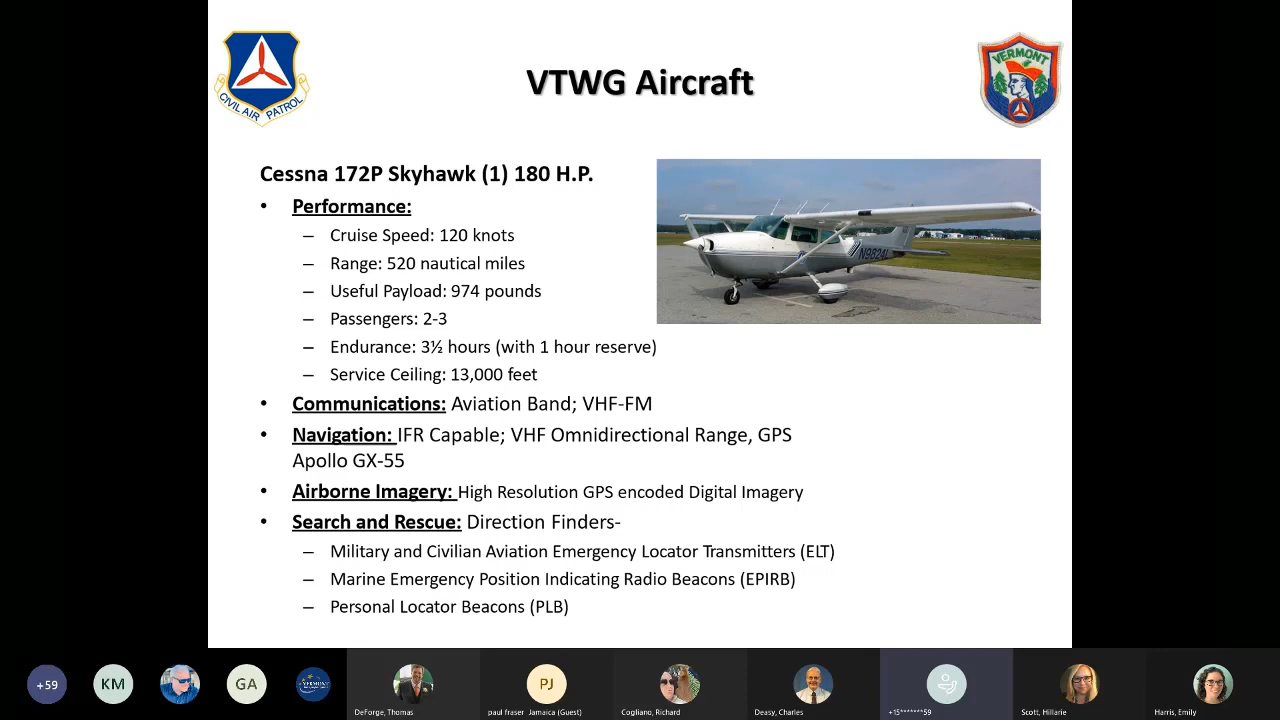 VTWG Aircraft
CIVIL AIR PATROL
VERMONT
Cessna 172P Skyhawk (1) 180 H.P.
• Performance:
– Cruise Speed: 120 knots
– Range: 520 nautical miles
– Useful Payload: 974 pounds
– Passengers: 2-3
– Endurance: 3½ hours (with 1 hour reserve)
– Service Ceiling: 13,000 feet
• Communications: Aviation Band; VHF-FM
• Navigation: IFR Capable; VHF Omnidirectional Range, GPS
Apollo GX-55
• Airborne Imagery: High Resolution GPS encoded Digital Imagery
• Search and Rescue: Direction Finders-
– Military and Civilian Aviation Emergency Locator Transmitters (ELT)
– Marine Emergency Position Indicating Radio Beacons (EPIRB)
– Personal Locator Beacons (PLB)
+59
KM
GA
VERMONT
PJ
DeForge, Thomas
paul fraser Jamaica (Guest)
Cogliano, Richard
Deasy, Charles
+15*******59
Scott, Hillarie
Harris, Emily